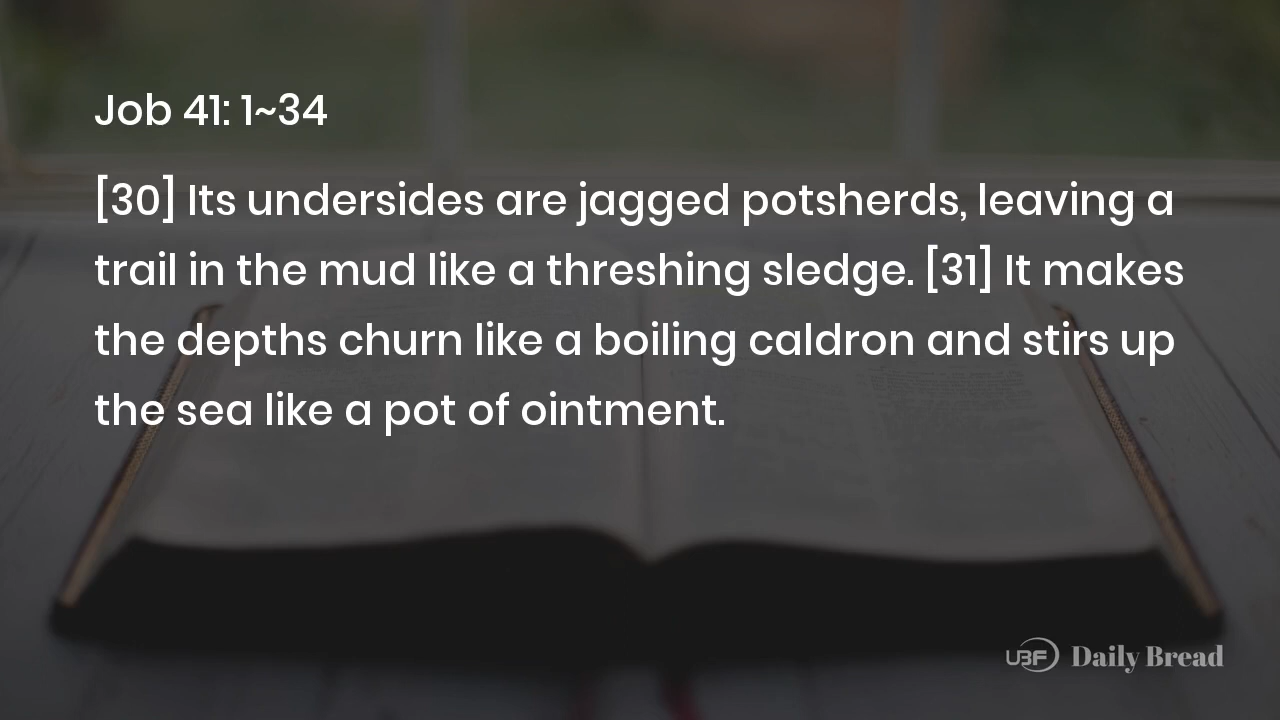 Job 41: 1~34
[30] Its undersides are jagged potsherds, leaving a
trail in the mud like a threshing sledge. [31] It makes
the depths churn like a boiling caldron and stirs up
the sea like a pot of ointment.
UBF Daily Bread